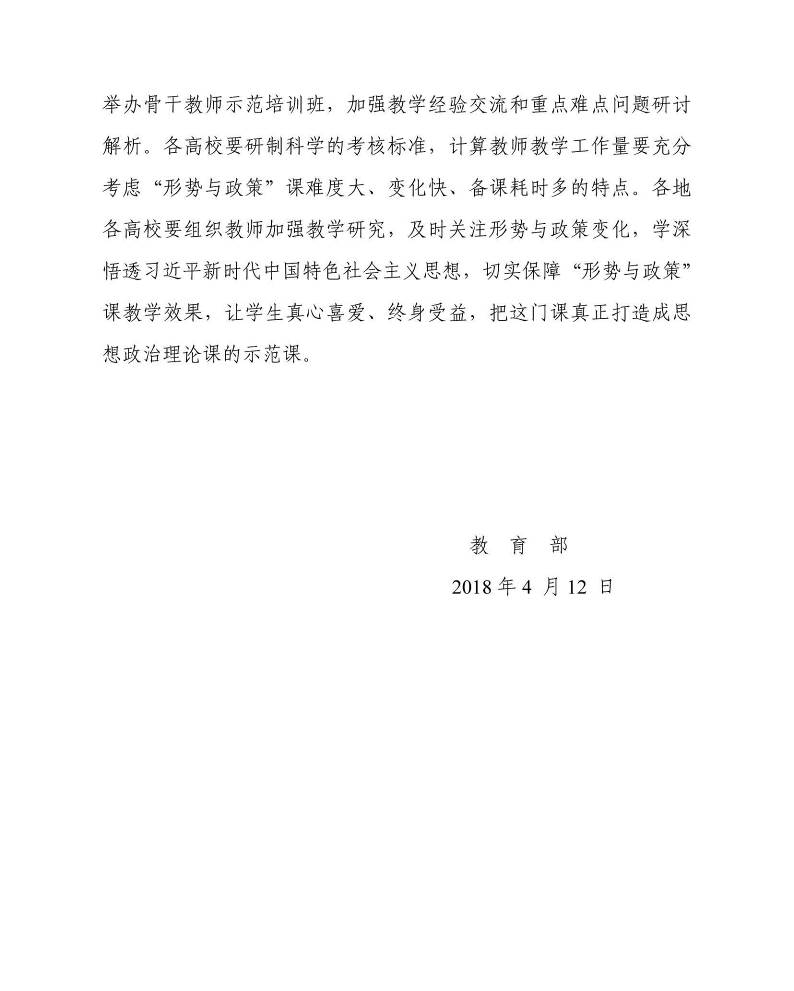 举办骨干教师示范培训班，加强教学经验交流和重点难点问题研讨
解析。各高校要研制科学的考核标准，计算教师教学工作量要充分
考虑“形势与政策”课难度大、变化快、备课耗时多的特点。各地
各高校要组织教师加强教学研究，及时关注形势与政策变化，学深
悟透习近平新时代中国特色社会主义思想，切实保障“形势与政策”
课教学效果，让学生真心喜爱、终身受益，把这门课真正打造成思
想政治理论课的示范课。
教 育 部
2018 年 4 月 12 日